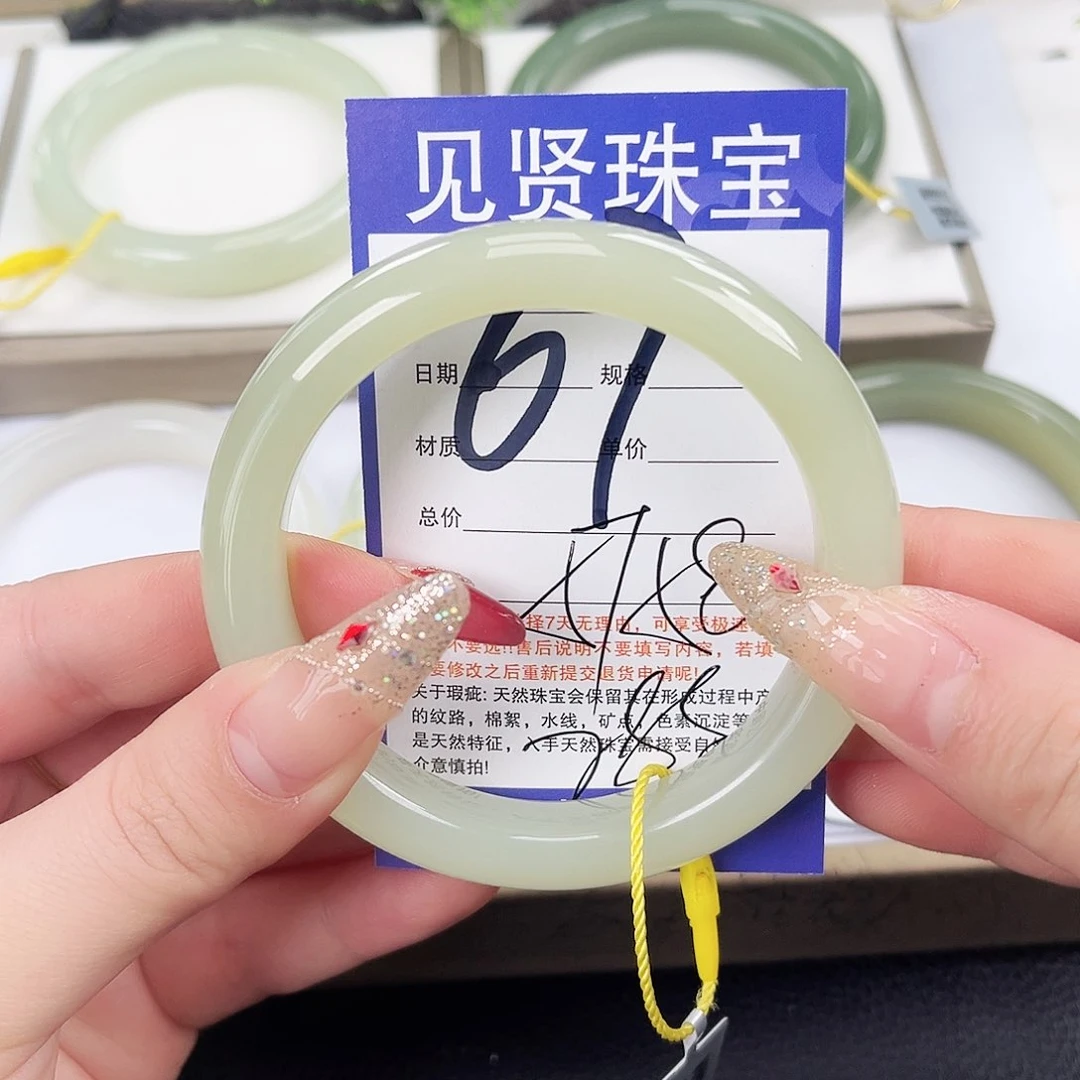 见贤珠宝
67
日期 规格
材质 单价
总价
择7天无理由，可享受极速
不要选!!售后说明不要填写内容，若填
要修改之后重新提交退货申请呢!
关于瑕疵: 天然珠宝会保留其在形成过程中产
的纹路，棉絮，水线，矿点，色素沉淀等
是天然特征，入手天然珠宝需接受自
介意慎拍!